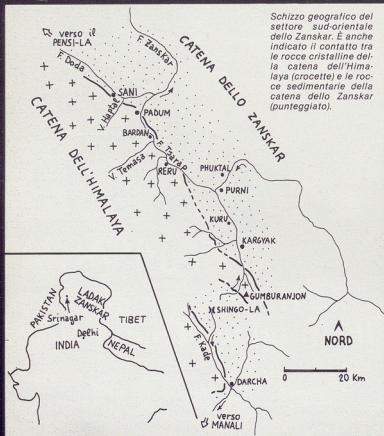 Schizzo geografico del
settore sud-orientale
dello Zanskar. È anche
indicato il contatto tra
le rocce cristalline del-
la catena dell'Hima-
laya (crocette) e le roc-
ce sedimentarie della
catena dello Zanskar
(punteggiato).
verso il
PENSI-LA
F. Zanskar
F. Doda
CATENA DELLO ZANSKAR
SANI
V. Haptal
PADUM
CATENA DELL'HIMALAYA
BARDAN
F. Tsarap
V. Temasa
RERU
PHUKTAL
PURNI
KURU
KARGYAK
GUMBURANJON
SHINGO-LA
F. Kade
DARCHA
verso
MANALI
NORD
0 20 Km
PAKISTAN
LADAK
ZANSKAR
Srinagar
TIBET
Delhi
INDIA
NEPAL